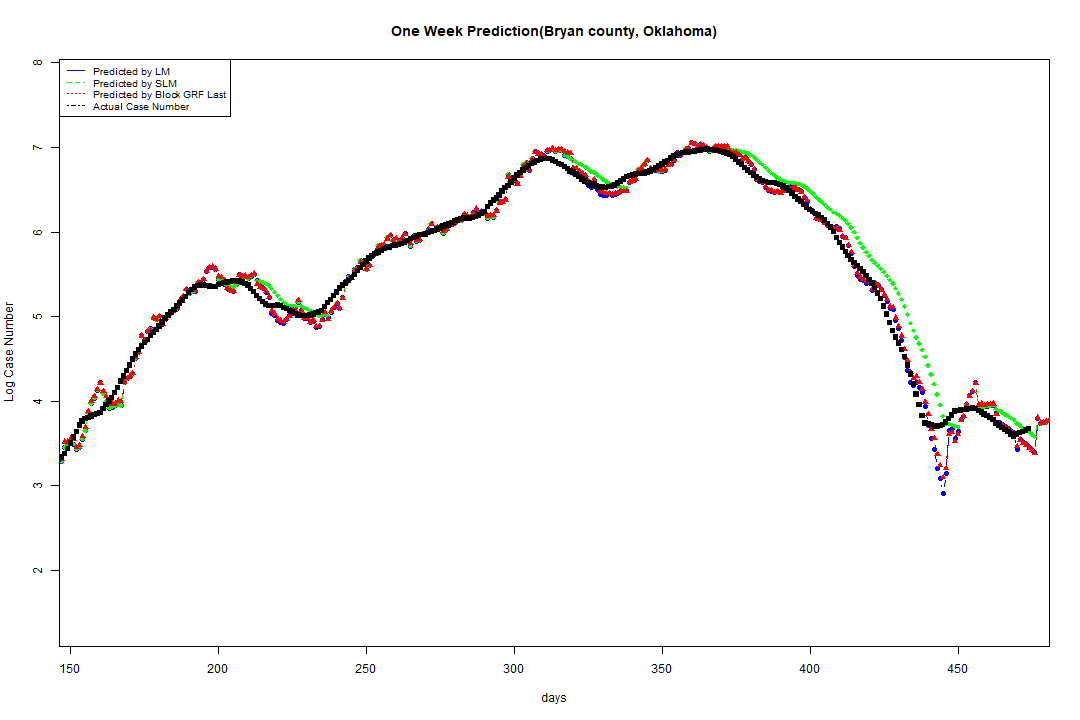 One Week Prediction(Bryan county, Oklahoma)
Predicted by LM
Predicted by SLM
Predicted by Block GRF Last
Actual Case Number
8
7
6
5
4
3
2
Log Case Number
150 200 250 300 350 400 450
days